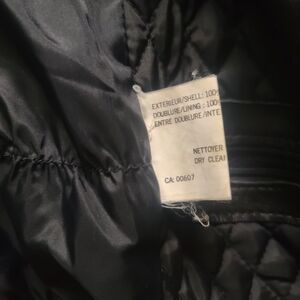 EXTERIEUR/SHELL: 100%
DOUBLURE/LINING: 100
ENTRE DOUBLURE/INTE
NETTOYER
DRY CLEA
CA: 00607